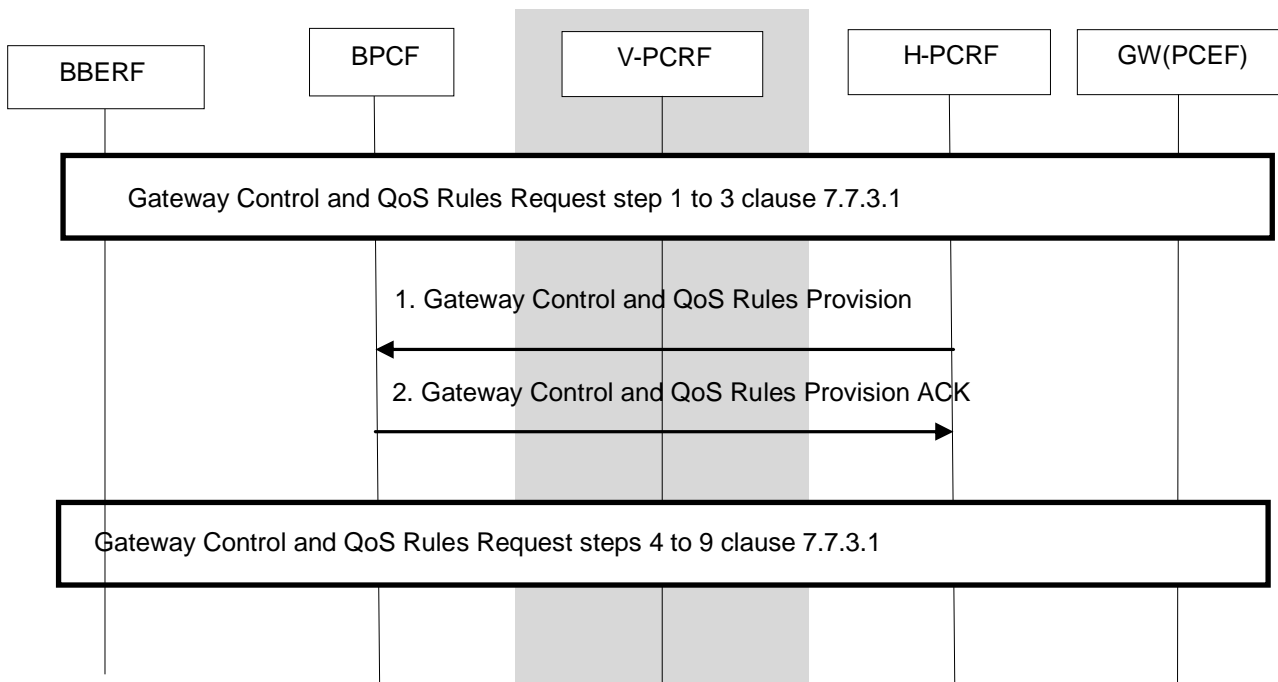 BBERF
BPCF
V-PCRF
H-PCRF
GW(PCEF)
Gateway Control and QoS Rules Request step 1 to 3 clause 7.7.3.1
1. Gateway Control and QoS Rules Provision
2. Gateway Control and QoS Rules Provision ACK
Gateway Control and QoS Rules Request steps 4 to 9 clause 7.7.3.1